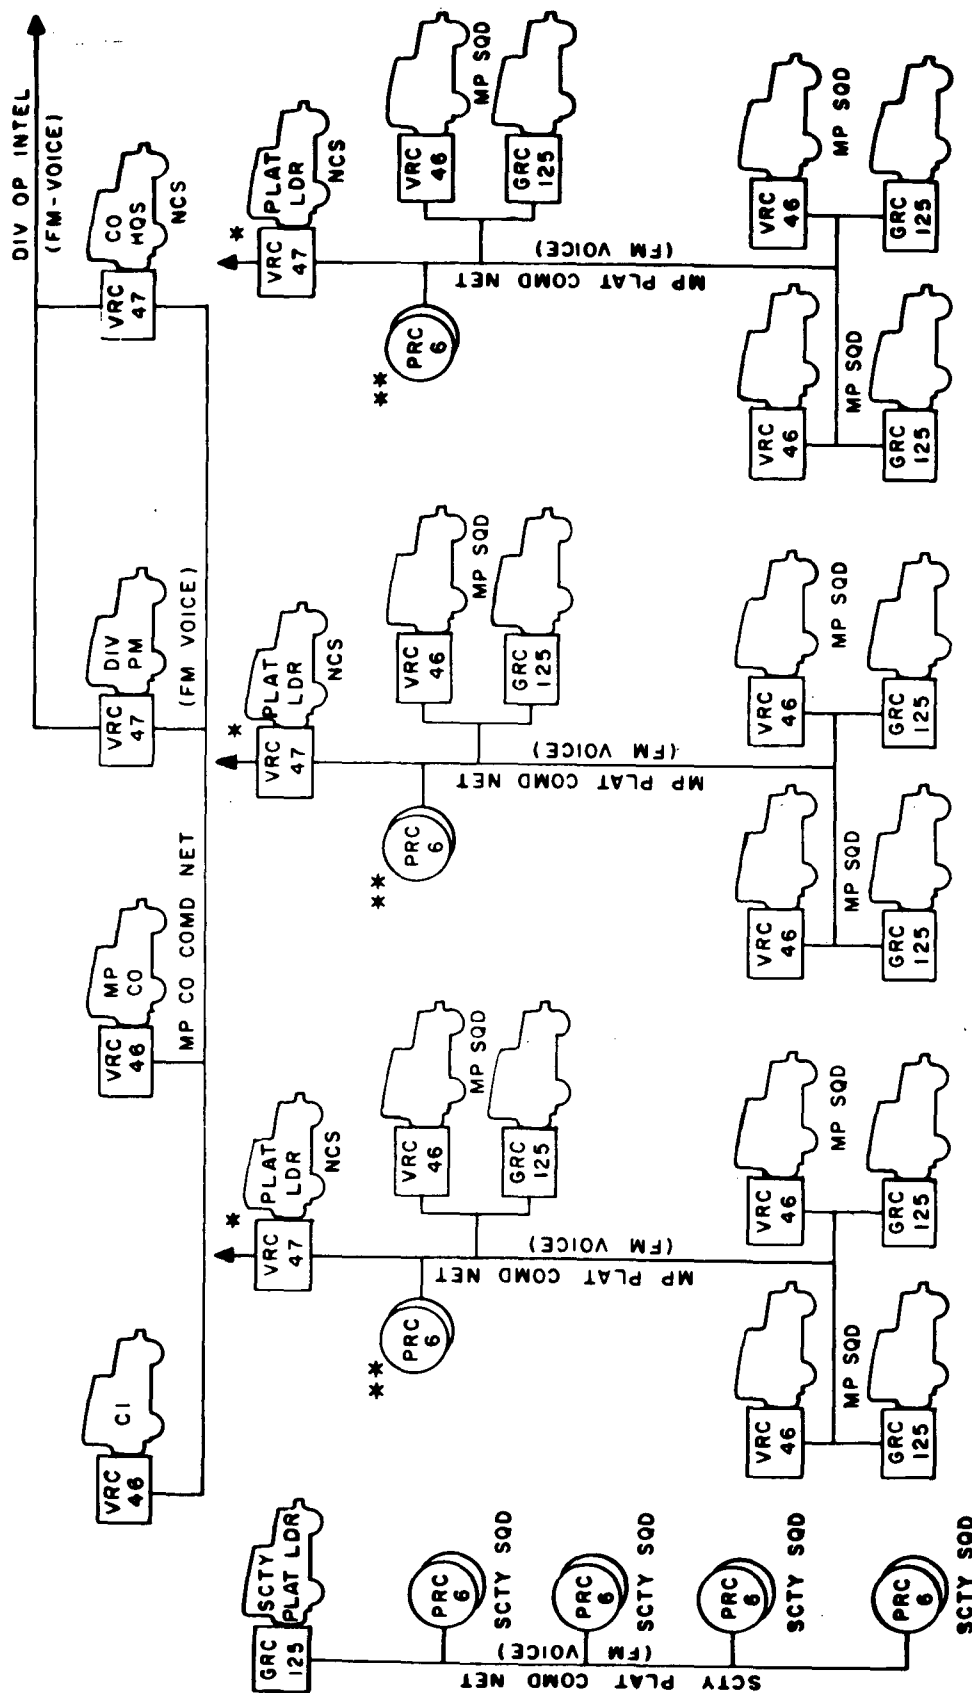 DIV OP INTEL
(FM-VOICE)
VRC
47
CO
HQS
NCS
VRC
47
DIV
PM
(FM VOICE)
VRC
46
MP
CO
MP CO COMD NET
VRC
46
CI
*
VRC
47
PLAT
LDR
NCS
**
PRC
6
MP PLAT COMD NET
(FM VOICE)
VRC
46
MP SQD
GRC
125
VRC
46
GRC
125
MP SQD
VRC
46
GRC
125
MP SQD
*
VRC
47
PLAT
LDR
NCS
**
PRC
6
MP PLAT COMD NET
(FM VOICE)
VRC
46
MP SQD
GRC
125
VRC
46
GRC
125
MP SQD
VRC
46
GRC
125
MP SQD
*
VRC
47
PLAT
LDR
NCS
**
PRC
6
MP PLAT COMD NET
(FM VOICE)
VRC
46
MP SQD
GRC
125
VRC
46
GRC
125
MP SQD
VRC
46
GRC
125
MP SQD
GRC
125
SCTY
PLAT LDR
SCTY PLAT COMD NET
(FM VOICE)
PRC
6
SCTY SQD
PRC
6
SCTY SQD
PRC
6
SCTY SQD
PRC
6
SCTY SQD